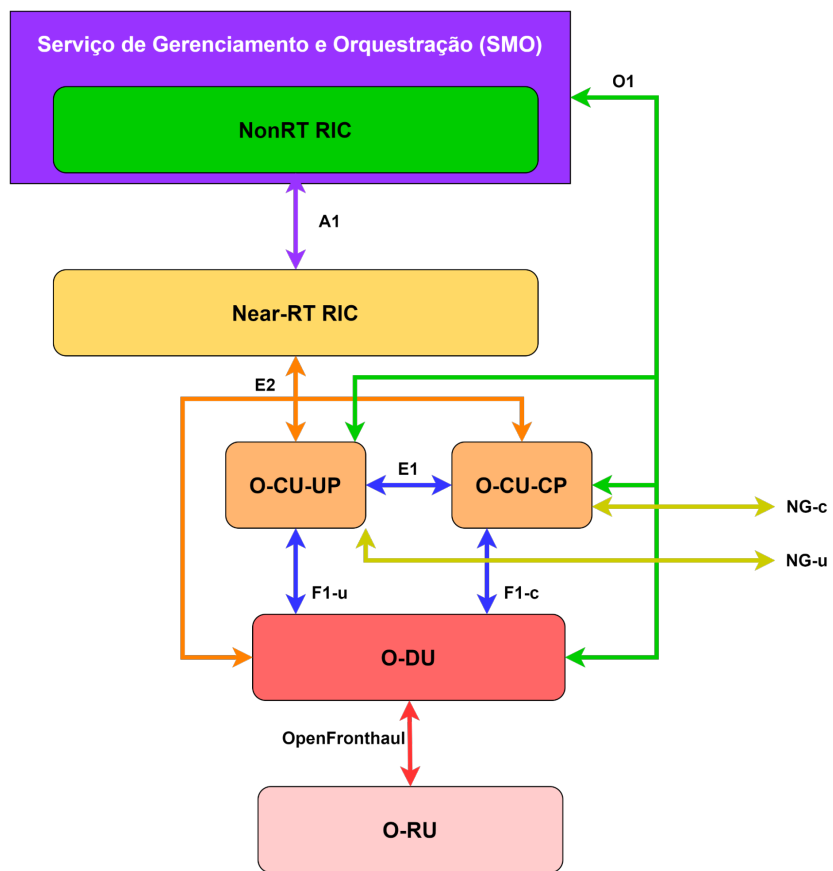 Serviço de Gerenciamento e Orquestração (SMO)
O1
NonRT RIC
A1
Near-RT RIC
E2
O-CU-UP
E1
O-CU-CP
NG-c
NG-u
F1-u
F1-c
O-DU
OpenFronthaul
O-RU